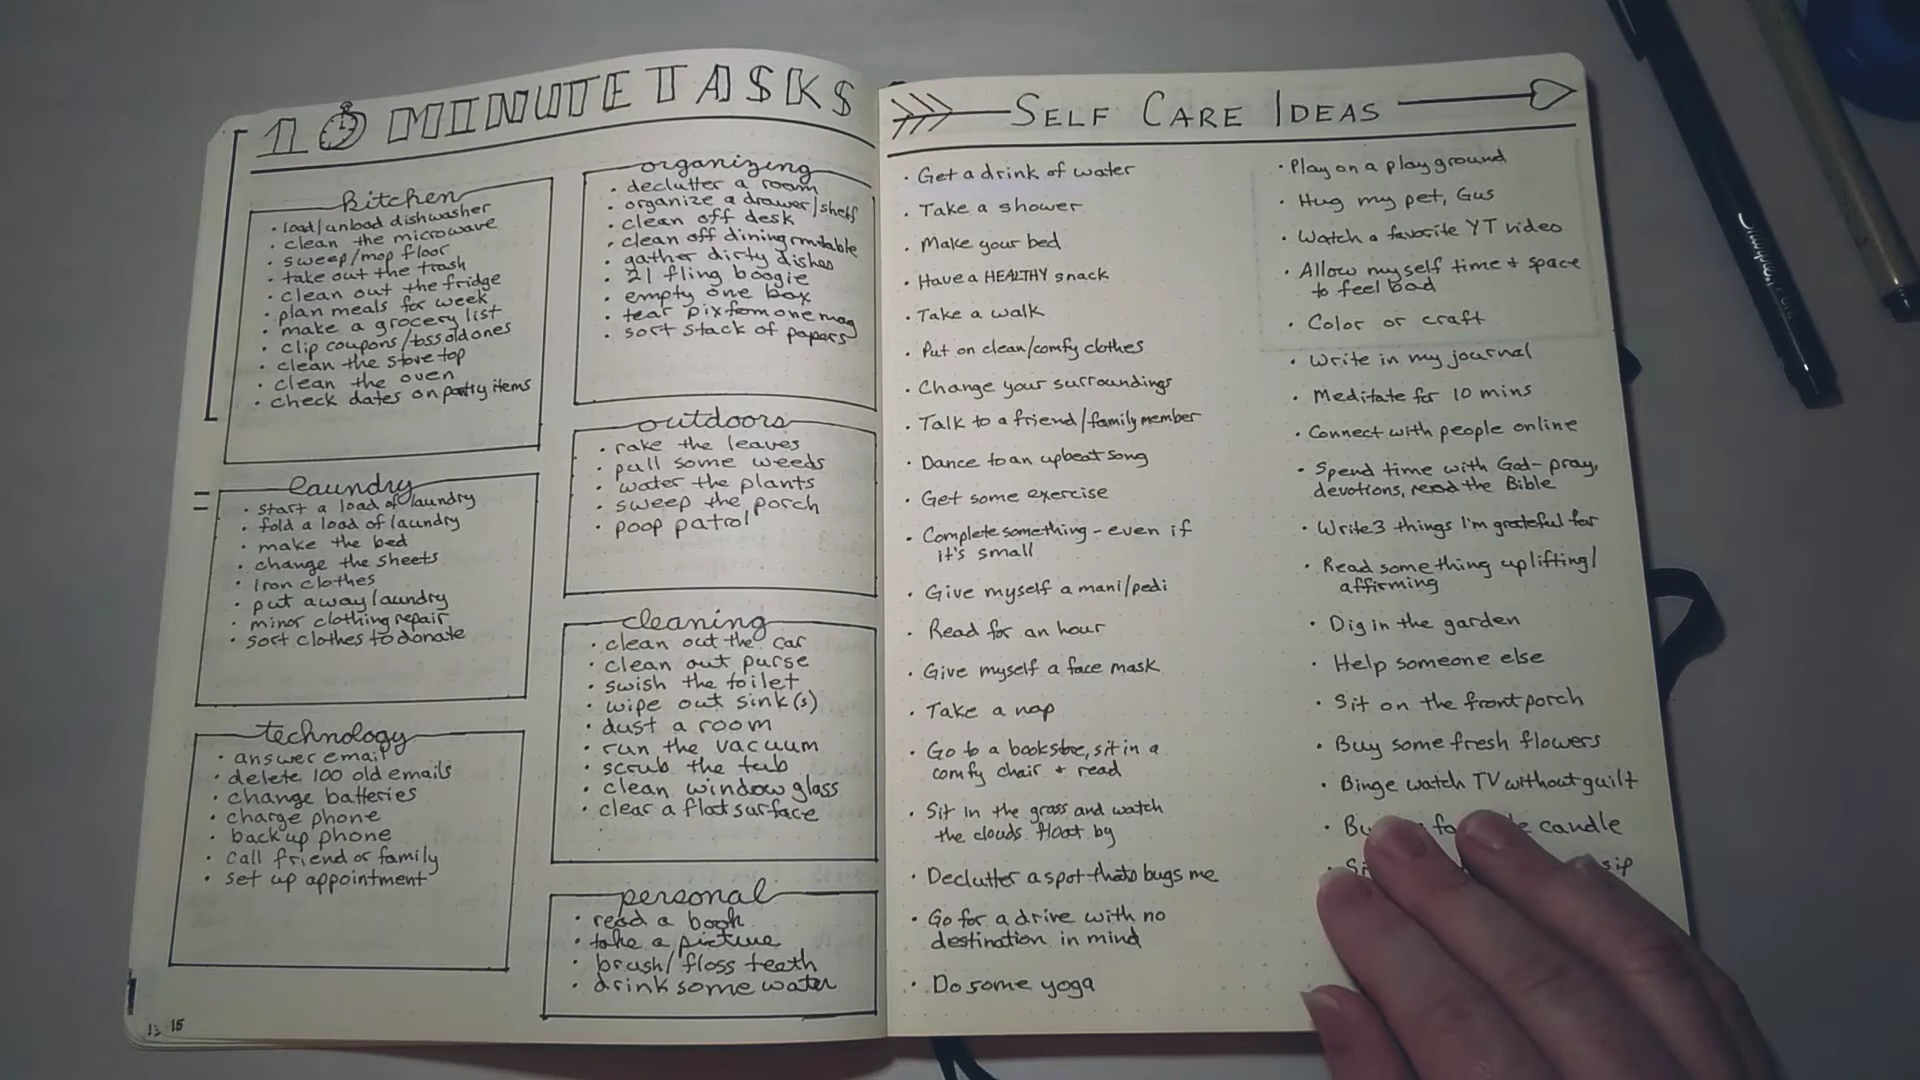 10 MINUTE TASKS
kitchen
• load/unload dishwasher
• clean the microwave
• sweep/mop floor
• take out the trash
• clean out the fridge
• plan meals for week
• make a grocery list
• clip coupons/toss old ones
• clean the stove top
• clean the oven
• check dates on pantry items
laundry
• start a load of laundry
• fold a load of laundry
• make the bed
• change the sheets
• iron clothes
• put away laundry
• minor clothing repair
• sort clothes to donate
technology
• answer email
• delete 100 old emails
• change batteries
• charge phone
• back up phone
• call friend or family
• set up appointment
organizing
• declutter a room
• organize a drawer/shelf
• clean off desk
• clean off dining rm table
• gather dirty dishes
• 21 fling boogie
• empty one box
• tear pix from one mag
• sort stack of papers
outdoors
• rake the leaves
• pull some weeds
• water the plants
• sweep the porch
• poop patrol
cleaning
• clean out the car
• clean out purse
• swish the toilet
• wipe out sink(s)
• dust a room
• run the vacuum
• scrub the tub
• clean window glass
• clear a flat surface
personal
• read a book
• take a picture
• brush/floss teeth
• drink some water
15
SELF CARE IDEAS
• Get a drink of water
• Take a shower
• Make your bed
• Have a HEALTHY snack
• Take a walk
• Put on clean/comfy clothes
• Change your surroundings
• Talk to a friend/family member
• Dance to an upbeat song
• Get some exercise
• Complete something - even if
it's small
• Give myself a mani/pedi
• Read for an hour
• Give myself a face mask
• Take a nap
• Go to a bookstore, sit in a
comfy chair + read
• Sit in the grass and watch
the clouds float by
• Declutter a spot thats bugs me
• Go for a drive with no
destination in mind
• Do some yoga
• Play on a playground
• Hug my pet, Gus
• Watch a favorite YT video
• Allow myself time + space
to feel bad
• Color or craft
• Write in my journal
• Meditate for 10 mins
• Connect with people online
• Spend time with God - pray,
devotions, read the Bible
• Write 3 things I'm grateful for
• Read something uplifting/
affirming
• Dig in the garden
• Help someone else
• Sit on the front porch
• Buy some fresh flowers
• Binge watch TV without guilt
• candle
• sip
Sharpie Pen